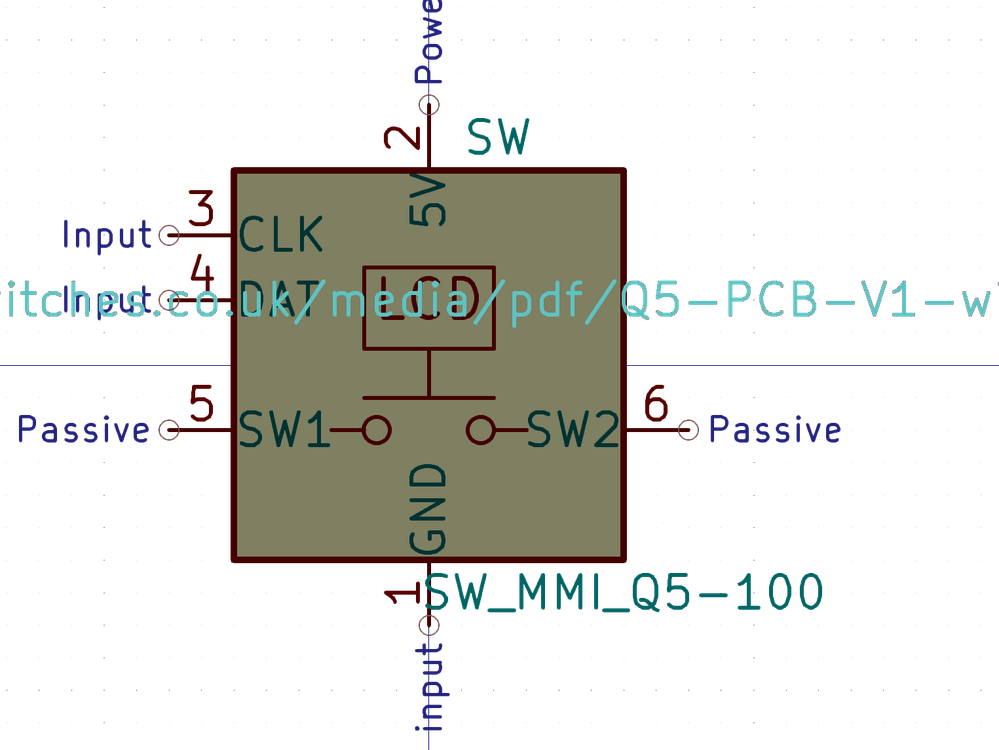 Powe
2
SW
5V
3
Input
CLK
4
Input
DAT
LCD
itches.co.uk/media/pdf/Q5-PCB-V1-w
5
Passive
SW1
SW2
6
Passive
GND
1
SW_MMI_Q5-100
input